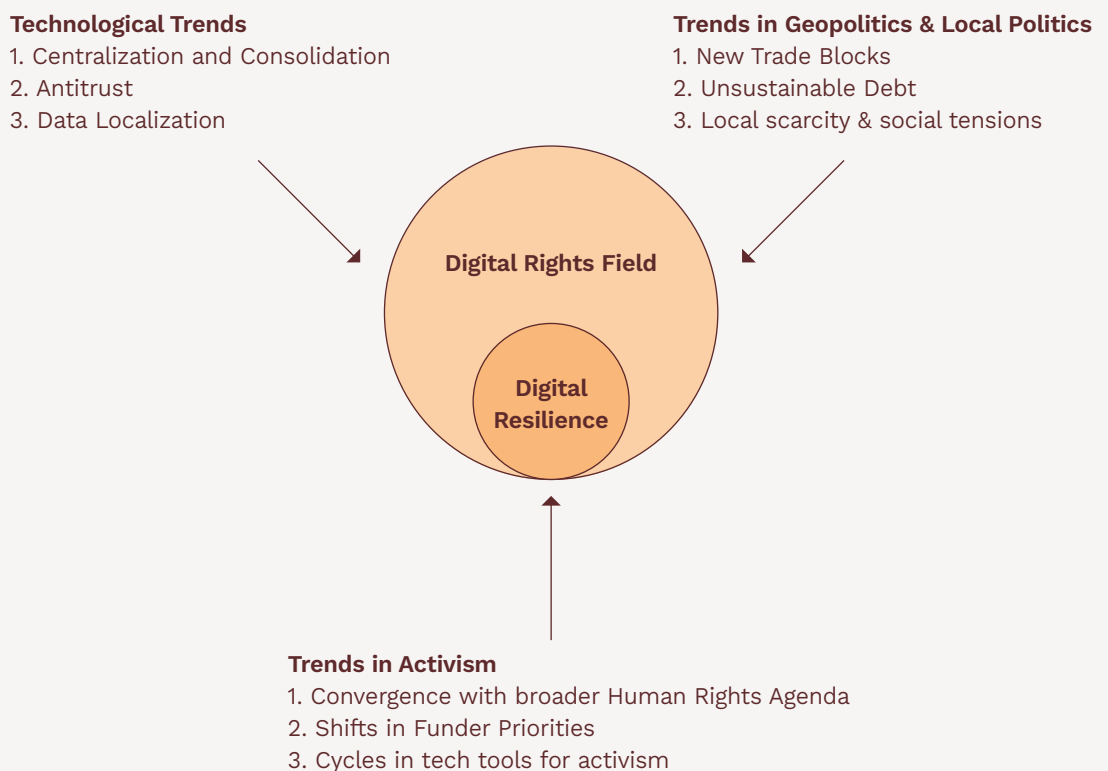 Technological Trends
1. Centralization and Consolidation
2. Antitrust
3. Data Localization
Trends in Geopolitics & Local Politics
1. New Trade Blocks
2. Unsustainable Debt
3. Local scarcity & social tensions
Digital Rights Field
Digital
Resilience
Trends in Activism
1. Convergence with broader Human Rights Agenda
2. Shifts in Funder Priorities
3. Cycles in tech tools for activism